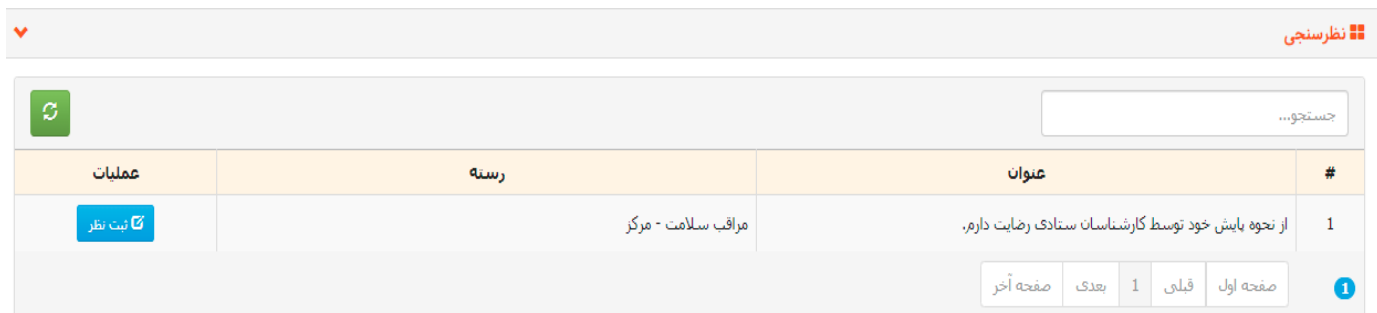 نظرسنجی
جستجو...
# عنوان رسته عملیات
1 از نحوه پایش خود توسط کارشناسان ستادی رضایت دارم. مراقب سلامت - مرکز ثبت نظر
1 صفحه اول قبلی 1 بعدی صفحه آخر